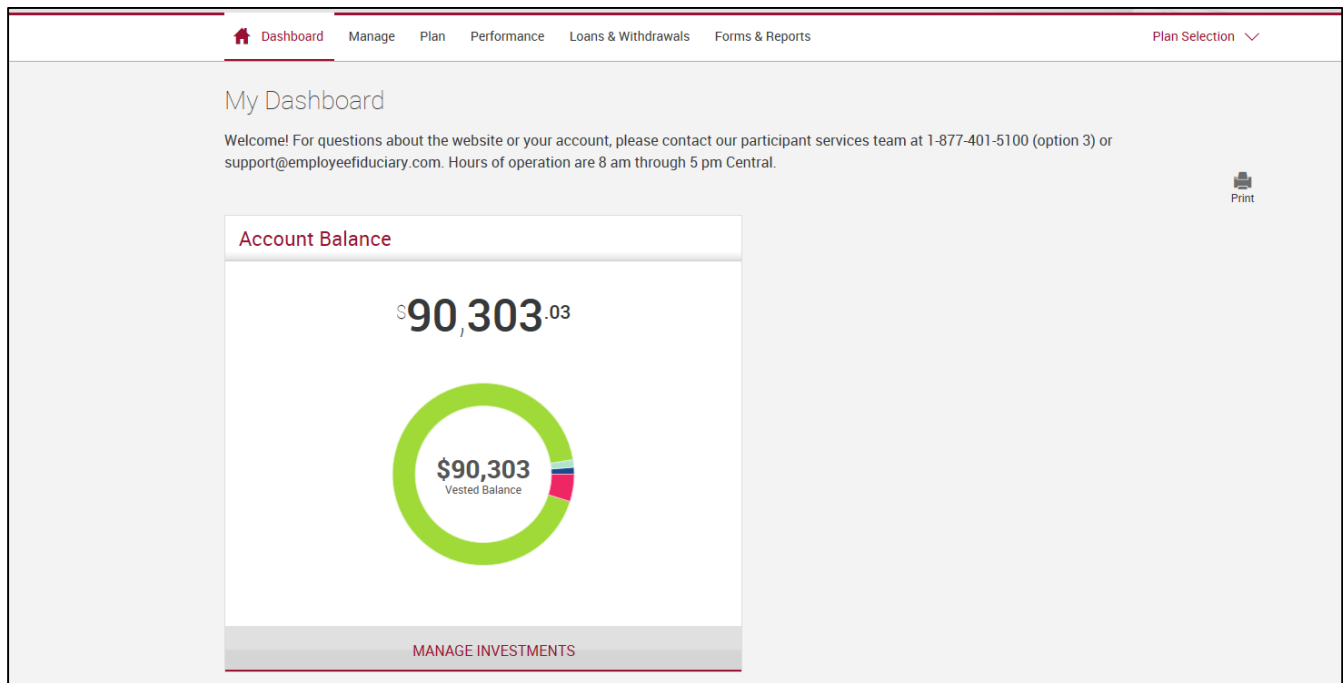 Dashboard Manage Plan Performance Loans & Withdrawals Forms & Reports Plan Selection
My Dashboard
Welcome! For questions about the website or your account, please contact our participant services team at 1-877-401-5100 (option 3) or
support@employeefiduciary.com. Hours of operation are 8 am through 5 pm Central.
Print
Account Balance
$90,303.03
$90,303
Vested Balance
MANAGE INVESTMENTS